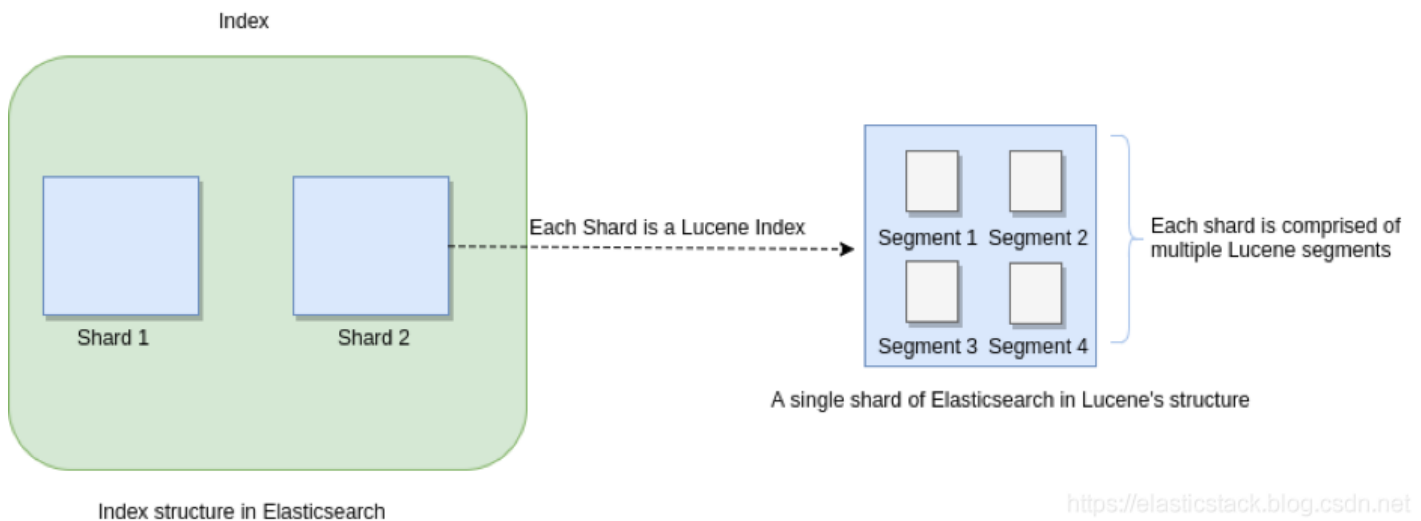 Index
Shard 1
Shard 2
Index structure in Elasticsearch
Each Shard is a Lucene Index
Segment 1
Segment 2
Segment 3
Segment 4
A single shard of Elasticsearch in Lucene's structure
Each shard is comprised of
multiple Lucene segments
https://elasticstack.blog.csdn.net